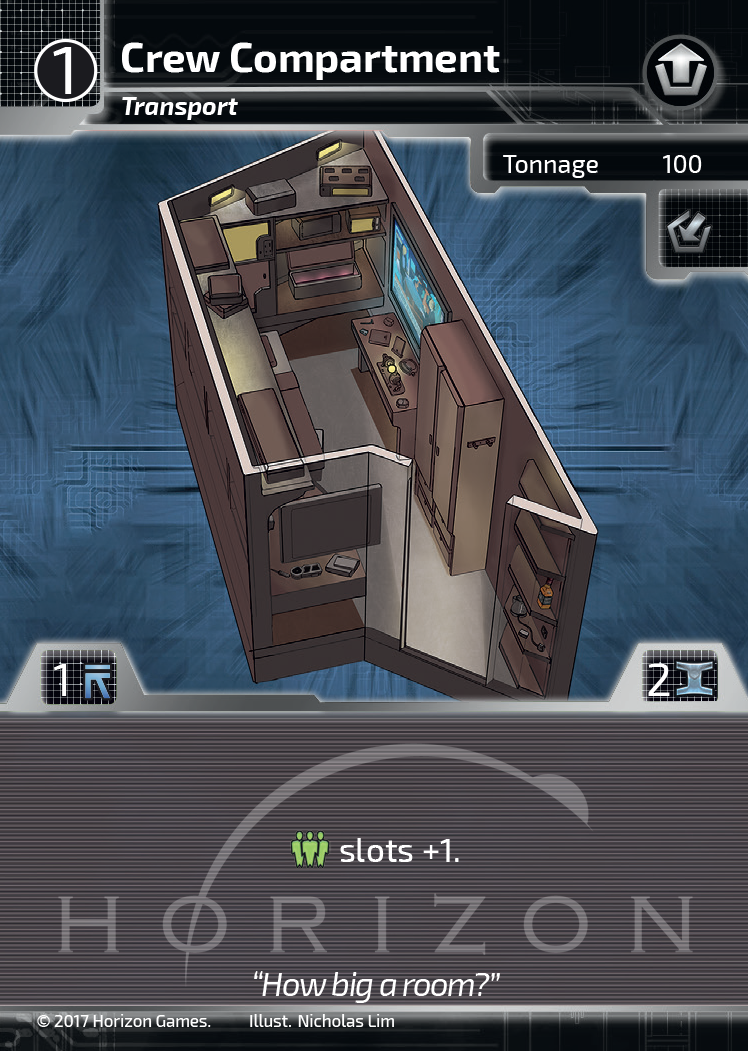 1 Crew Compartment
Transport
Tonnage 100
1 2
slots +1.
HORIZON
“How big a room?”
© 2017 Horizon Games. Illust. Nicholas Lim